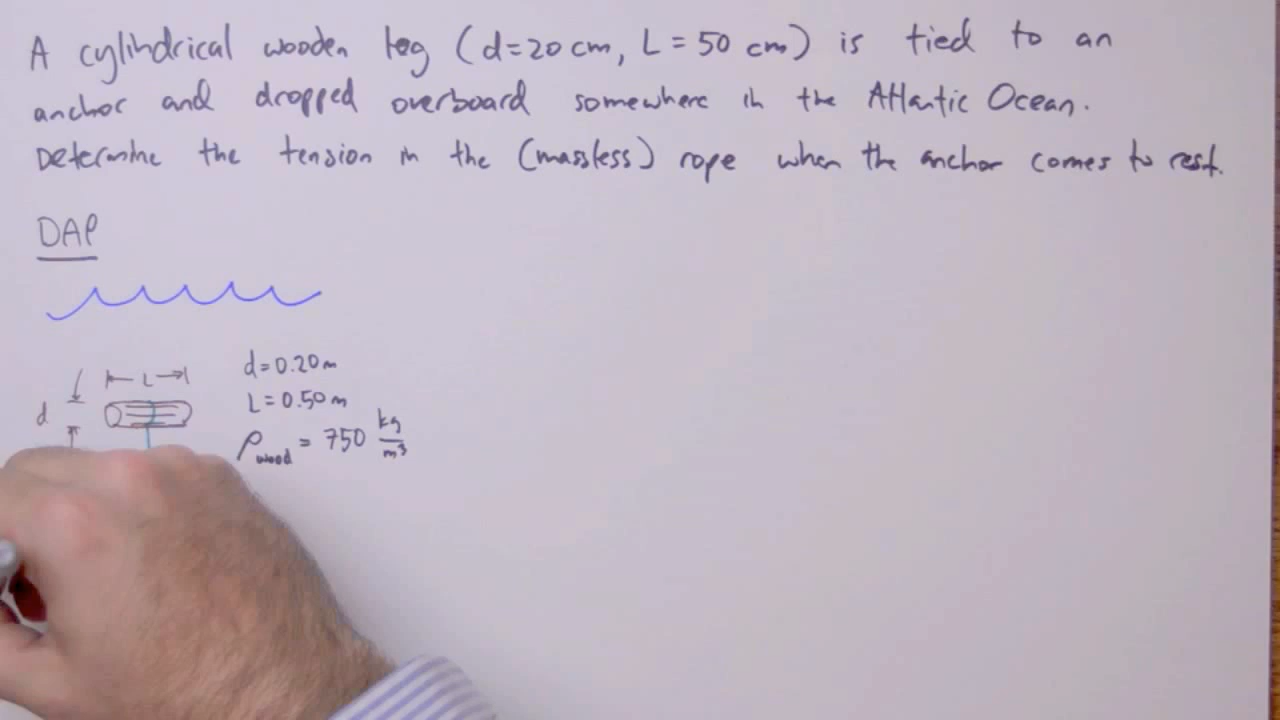 A cylindrical wooden log (d=20 cm, L = 50 cm) is tied to an
anchor and dropped overboard somewhere in the Atlantic Ocean.
Determine the tension in the (massless) rope when the anchor comes to rest.
DAP
d=0.20m
L
L=0.50m
d
ρwood = 750 kg/m³